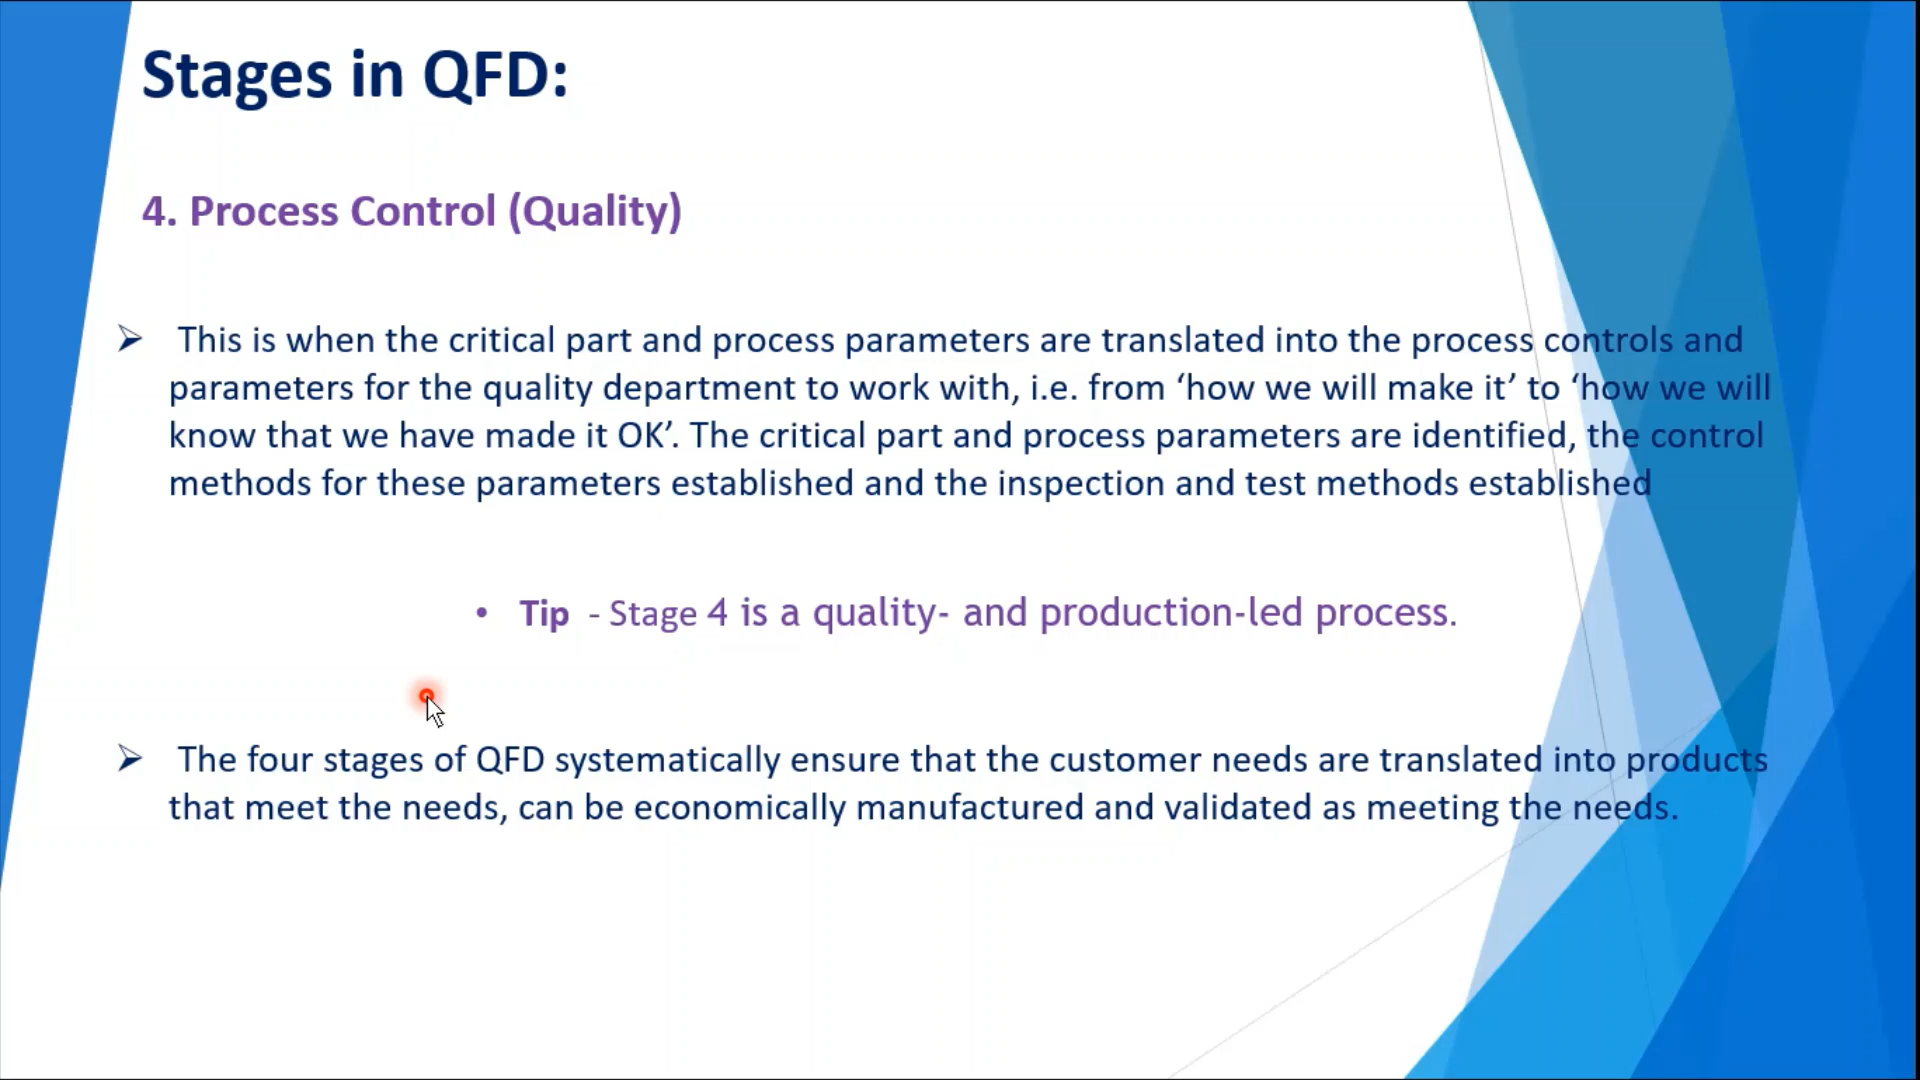 Stages in QFD:
4. Process Control (Quality)
➢ This is when the critical part and process parameters are translated into the process controls and
parameters for the quality department to work with, i.e. from ‘how we will make it’ to ‘how we will
know that we have made it OK’. The critical part and process parameters are identified, the control
methods for these parameters established and the inspection and test methods established
• Tip - Stage 4 is a quality- and production-led process.
➢ The four stages of QFD systematically ensure that the customer needs are translated into products
that meet the needs, can be economically manufactured and validated as meeting the needs.